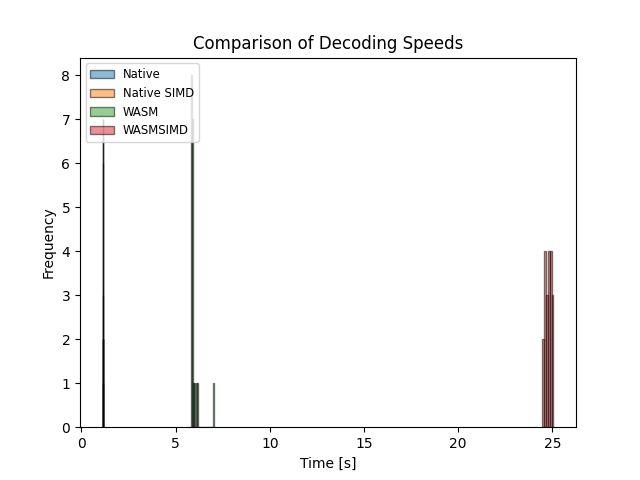 Comparison of Decoding Speeds
Native
Native SIMD
WASM
WASMSIMD
8
7
6
5
4
3
2
1
0
Frequency
0 5 10 15 20 25
Time [s]